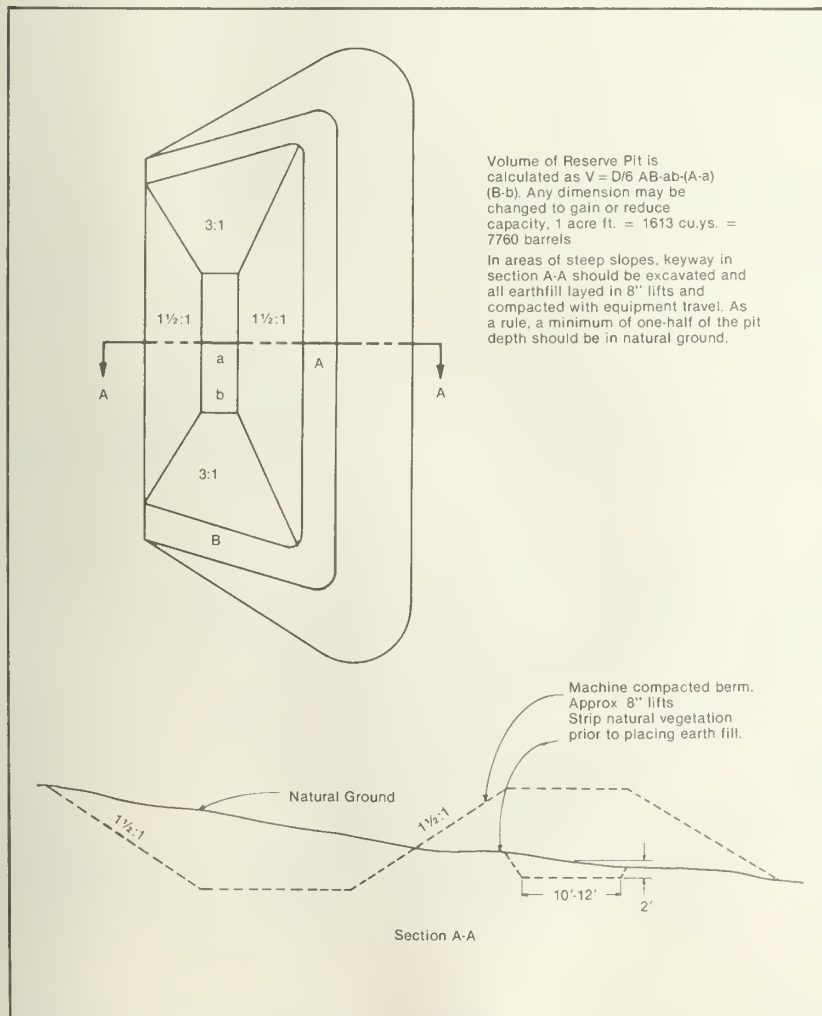 Volume of Reserve Pit is
calculated as V = D/6 AB-ab-(A-a)
(B-b). Any dimension may be
changed to gain or reduce
capacity, 1 acre ft. = 1613 cu.ys. =
7760 barrels
In areas of steep slopes, keyway in
section A-A should be excavated and
all earthfill layed in 8" lifts and
compacted with equipment travel. As
a rule, a minimum of one-half of the pit
depth should be in natural ground.
3:1
1½:1
1½:1
a
A
A
A
b
3:1
B
Machine compacted berm.
Approx 8" lifts
Strip natural vegetation
prior to placing earth fill.
Natural Ground
1½:1
1½:1
10'-12'
2'
Section A-A